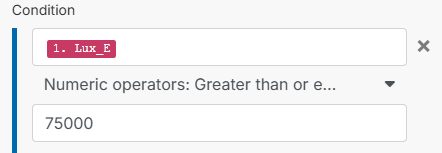 Condition
1. Lux_E
Numeric operators: Greater than or e...
75000